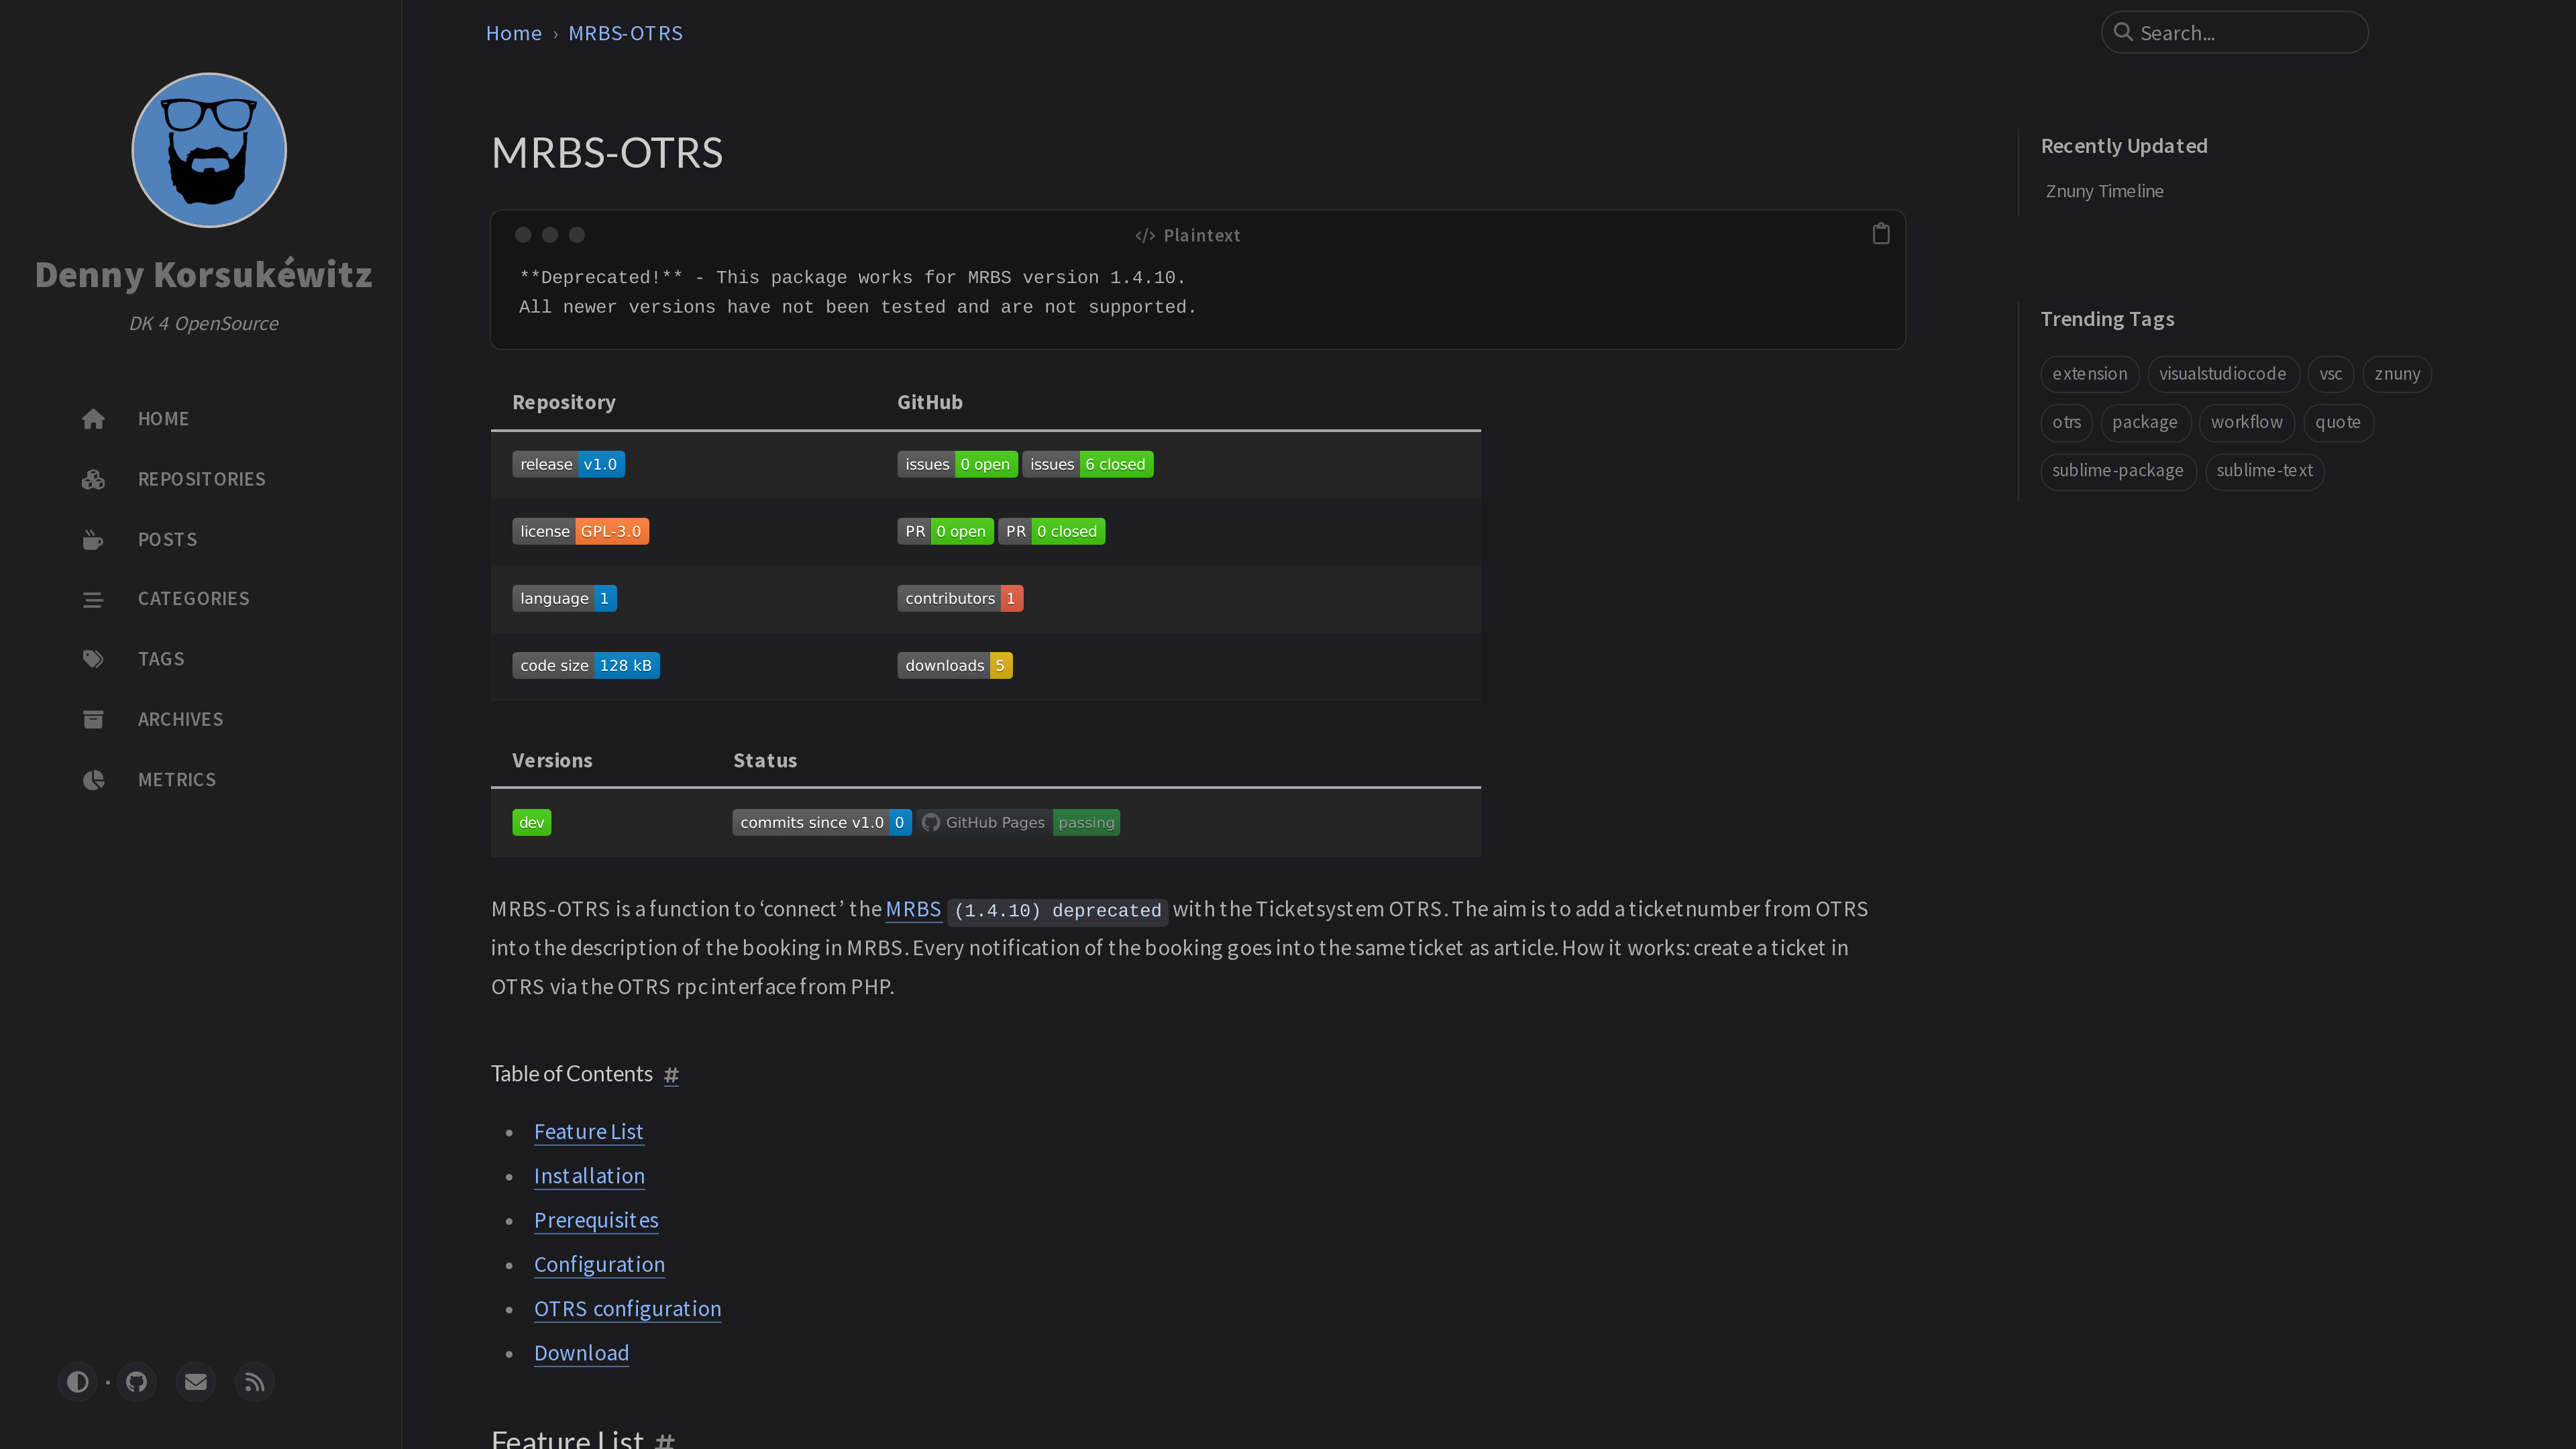 Denny Korsukéwitz
DK 4 OpenSource
HOME
REPOSITORIES
POSTS
CATEGORIES
TAGS
ARCHIVES
METRICS
Home › MRBS-OTRS
Search...
MRBS-OTRS
Plaintext
**Deprecated!** - This package works for MRBS version 1.4.10.
All newer versions have not been tested and are not supported.
Repository GitHub
release v1.0 issues 0 open issues 6 closed
license GPL-3.0 PR 0 open PR 0 closed
language 1 contributors 1
code size 128 kB downloads 5
Versions Status
dev commits since v1.0 0 GitHub Pages passing
MRBS-OTRS is a function to ‘connect’ the MRBS (1.4.10) deprecated with the Ticketsystem OTRS. The aim is to add a ticketnumber from OTRS
into the description of the booking in MRBS. Every notification of the booking goes into the same ticket as article. How it works: create a ticket in
OTRS via the OTRS rpc interface from PHP.
Table of Contents #
• Feature List
• Installation
• Prerequisites
• Configuration
• OTRS configuration
• Download
Feature List #
Recently Updated
Znuny Timeline
Trending Tags
extension visualstudiocode vsc znuny
otrs package workflow quote
sublime-package sublime-text